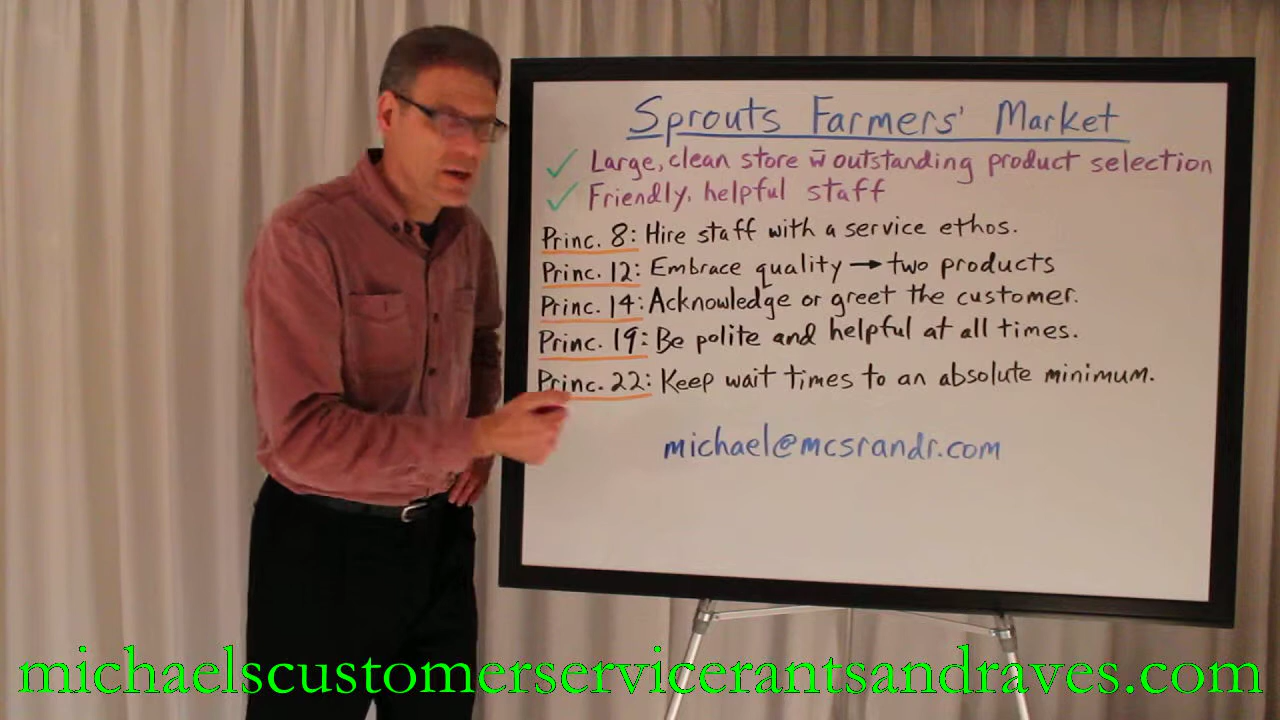 Sprouts Farmers' Market
✓ Large, clean store w̄ outstanding product selection
✓ Friendly, helpful staff
Princ. 8: Hire staff with a service ethos.
Princ. 12: Embrace quality → two products
Princ. 14: Acknowledge or greet the customer.
Princ. 19: Be polite and helpful at all times.
Princ. 22: Keep wait times to an absolute minimum.
michael@mcsrandr.com
michaelscustomerservicerantsandraves.com